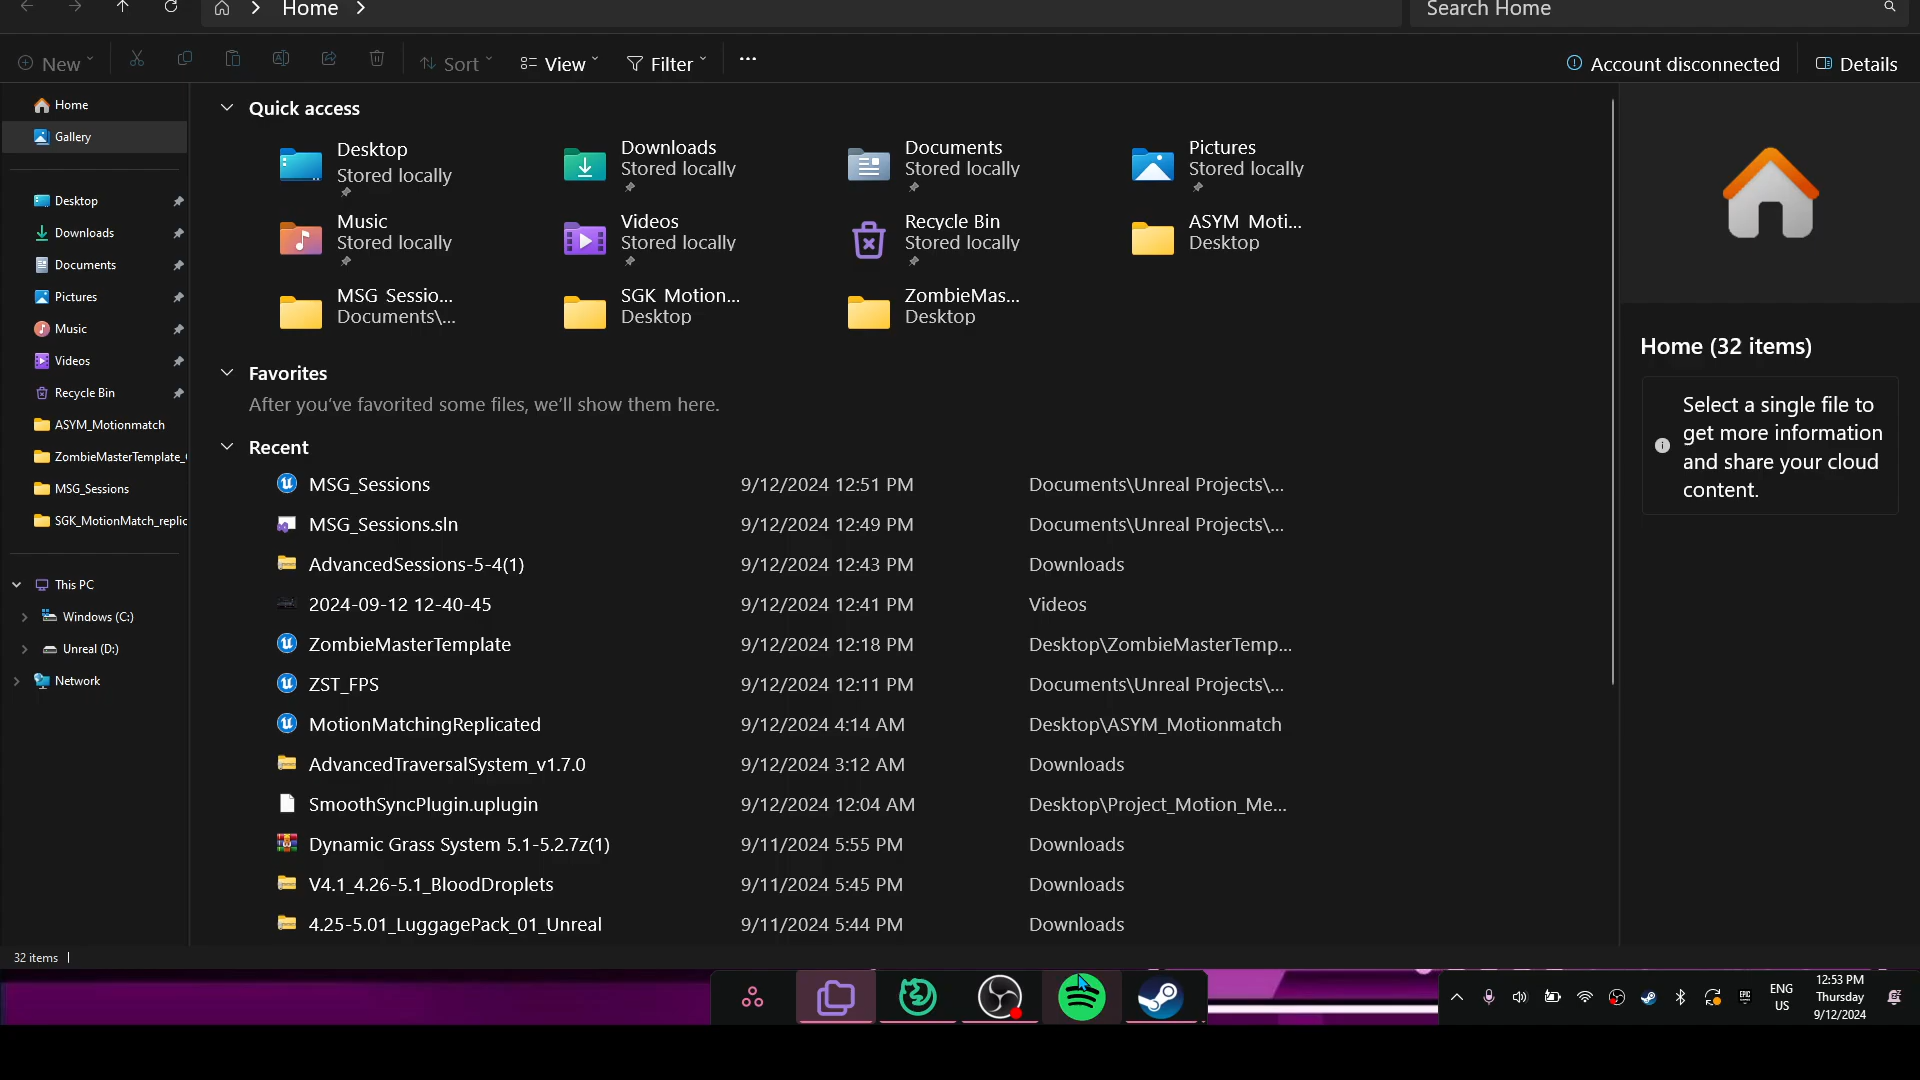 Home
Search Home
New
Sort
View
Filter
Account disconnected
Details
Home
Gallery
Desktop
Downloads
Documents
Pictures
Music
Videos
Recycle Bin
ASYM_Motionmatch
ZombieMasterTemplate_
MSG_Sessions
SGK_MotionMatch_replic
This PC
Windows (C:)
Unreal (D:)
Network
Quick access
Desktop
Stored locally
Downloads
Stored locally
Documents
Stored locally
Pictures
Stored locally
Music
Stored locally
Videos
Stored locally
Recycle Bin
Stored locally
ASYM Moti...
Desktop
MSG Sessio...
Documents\...
SGK Motion...
Desktop
ZombieMas...
Desktop
Favorites
After you've favorited some files, we'll show them here.
Recent
MSG_Sessions 9/12/2024 12:51 PM Documents\Unreal Projects\...
MSG_Sessions.sln 9/12/2024 12:49 PM Documents\Unreal Projects\...
AdvancedSessions-5-4(1) 9/12/2024 12:43 PM Downloads
2024-09-12 12-40-45 9/12/2024 12:41 PM Videos
ZombieMasterTemplate 9/12/2024 12:18 PM Desktop\ZombieMasterTemp...
ZST_FPS 9/12/2024 12:11 PM Documents\Unreal Projects\...
MotionMatchingReplicated 9/12/2024 4:14 AM Desktop\ASYM_Motionmatch
AdvancedTraversalSystem_v1.7.0 9/12/2024 3:12 AM Downloads
SmoothSyncPlugin.uplugin 9/12/2024 12:04 AM Desktop\Project_Motion_Me...
Dynamic Grass System 5.1-5.2.7z(1) 9/11/2024 5:55 PM Downloads
V4.1_4.26-5.1_BloodDroplets 9/11/2024 5:45 PM Downloads
4.25-5.01_LuggagePack_01_Unreal 9/11/2024 5:44 PM Downloads
Home (32 items)
Select a single file to
get more information
and share your cloud
content.
32 items
ENG
US
12:53 PM
Thursday
9/12/2024